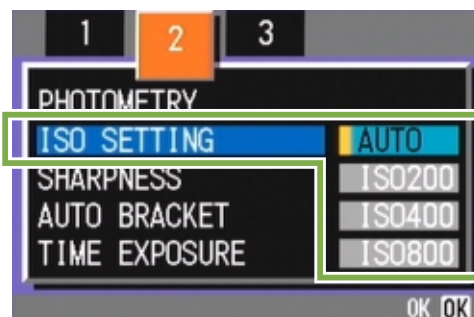 1 2 3
PHOTOMETRY
ISO SETTING AUTO
SHARPNESS ISO200
AUTO BRACKET ISO400
TIME EXPOSURE ISO800
OK OK